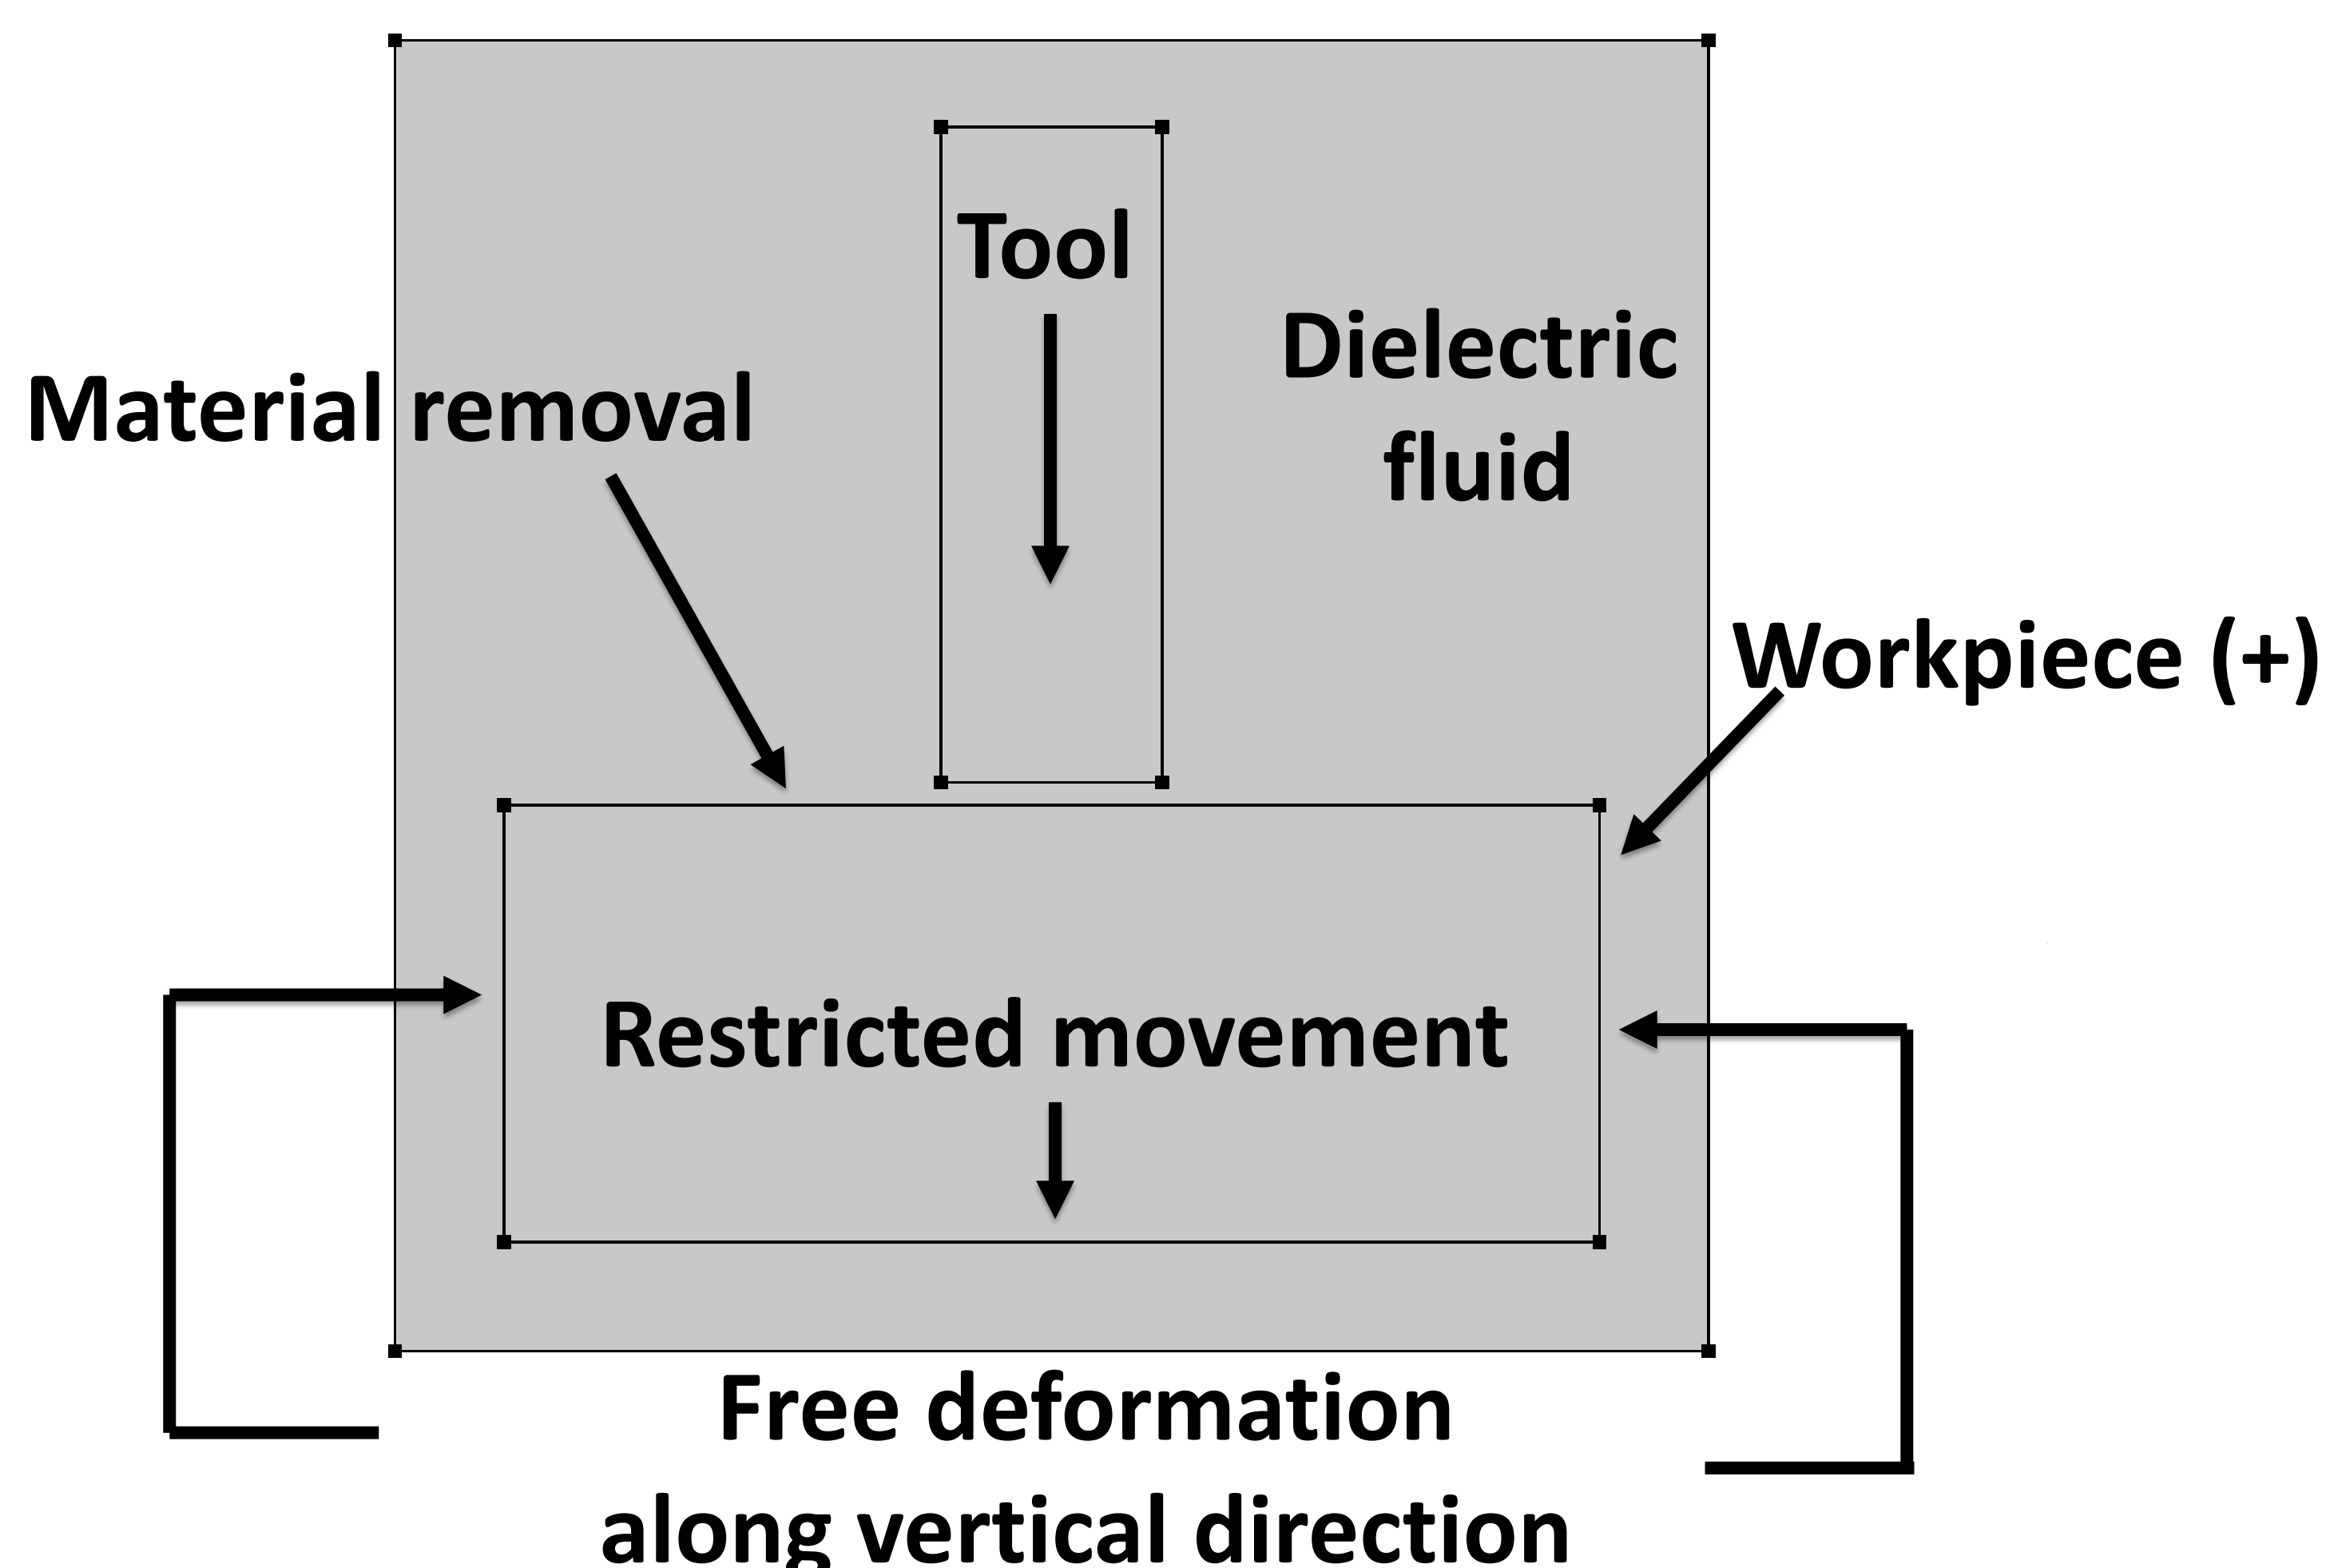 Tool
Dielectric
fluid
Material removal
Workpiece (+)
Restricted movement
Free deformation
along vertical direction